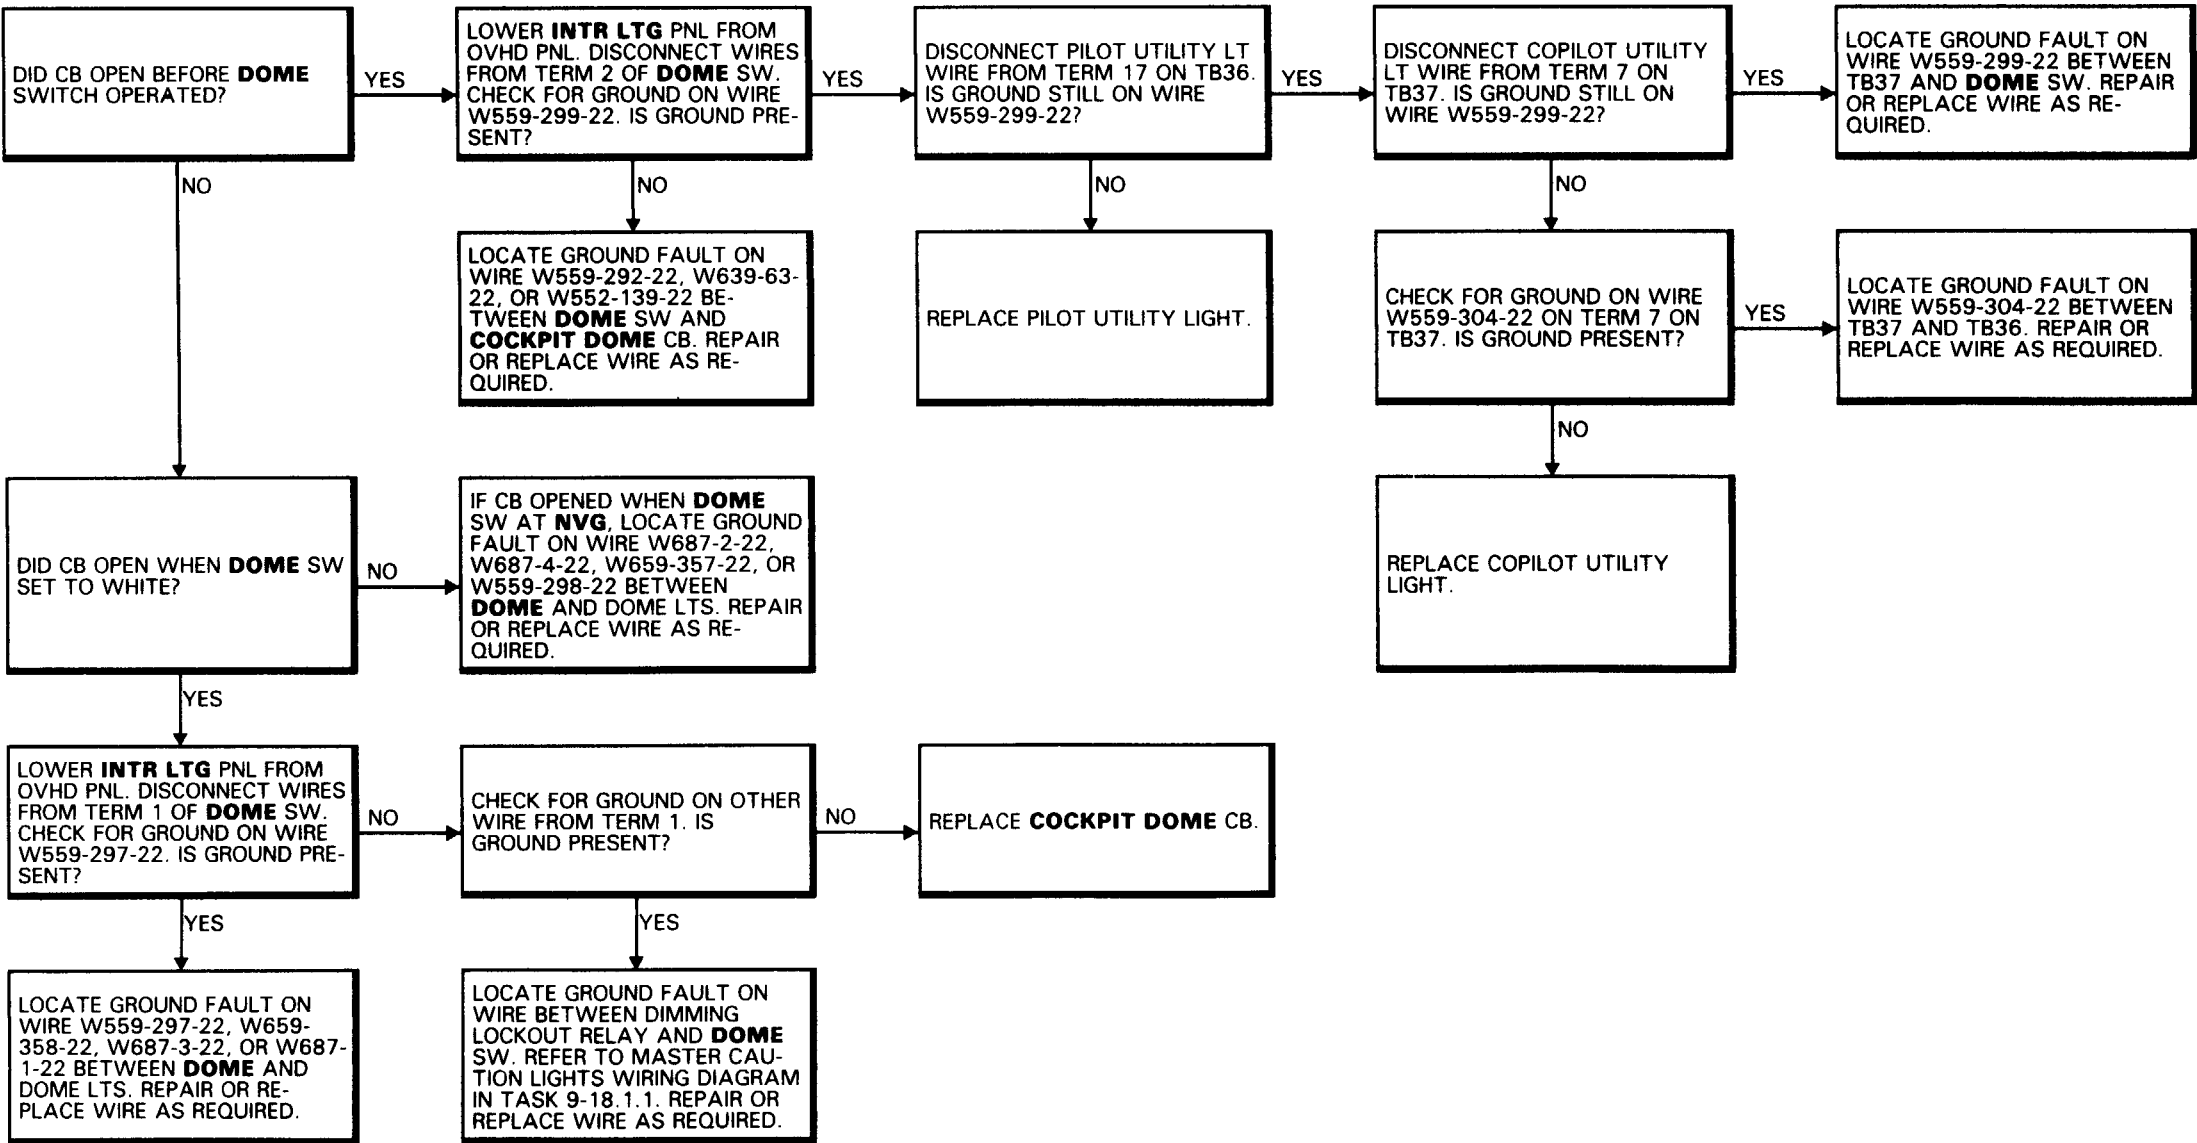 DID CB OPEN BEFORE DOME
SWITCH OPERATED?
YES
NO
LOWER INTR LTG PNL FROM
OVHD PNL. DISCONNECT WIRES
FROM TERM 2 OF DOME SW.
CHECK FOR GROUND ON WIRE
W559-299-22. IS GROUND PRE-
SENT?
YES
NO
DISCONNECT PILOT UTILITY LT
WIRE FROM TERM 17 ON TB36.
IS GROUND STILL ON WIRE
W559-299-22?
YES
NO
DISCONNECT COPILOT UTILITY
LT WIRE FROM TERM 7 ON
TB37. IS GROUND STILL ON
WIRE W559-299-22?
YES
NO
LOCATE GROUND FAULT ON
WIRE W559-299-22 BETWEEN
TB37 AND DOME SW. REPAIR
OR REPLACE WIRE AS RE-
QUIRED.
LOCATE GROUND FAULT ON
WIRE W559-292-22, W639-63-
22, OR W552-139-22 BE-
TWEEN DOME SW AND
COCKPIT DOME CB. REPAIR
OR REPLACE WIRE AS RE-
QUIRED.
REPLACE PILOT UTILITY LIGHT.
CHECK FOR GROUND ON WIRE
W559-304-22 ON TERM 7 ON
TB37. IS GROUND PRESENT?
YES
NO
LOCATE GROUND FAULT ON
WIRE W559-304-22 BETWEEN
TB37 AND TB36. REPAIR OR
REPLACE WIRE AS REQUIRED.
DID CB OPEN WHEN DOME SW
SET TO WHITE?
NO
YES
IF CB OPENED WHEN DOME
SW AT NVG, LOCATE GROUND
FAULT ON WIRE W687-2-22,
W687-4-22, W659-357-22, OR
W559-298-22 BETWEEN
DOME AND DOME LTS. REPAIR
OR REPLACE WIRE AS RE-
QUIRED.
REPLACE COPILOT UTILITY
LIGHT.
LOWER INTR LTG PNL FROM
OVHD PNL. DISCONNECT WIRES
FROM TERM 1 OF DOME SW.
CHECK FOR GROUND ON WIRE
W559-297-22. IS GROUND PRE-
SENT?
NO
YES
CHECK FOR GROUND ON OTHER
WIRE FROM TERM 1. IS
GROUND PRESENT?
NO
YES
REPLACE COCKPIT DOME CB.
LOCATE GROUND FAULT ON
WIRE W559-297-22, W659-
358-22, W687-3-22, OR W687-
1-22 BETWEEN DOME AND
DOME LTS. REPAIR OR RE-
PLACE WIRE AS REQUIRED.
LOCATE GROUND FAULT ON
WIRE BETWEEN DIMMING
LOCKOUT RELAY AND DOME
SW. REFER TO MASTER CAU-
TION LIGHTS WIRING DIAGRAM
IN TASK 9-18.1.1. REPAIR OR
REPLACE WIRE AS REQUIRED.